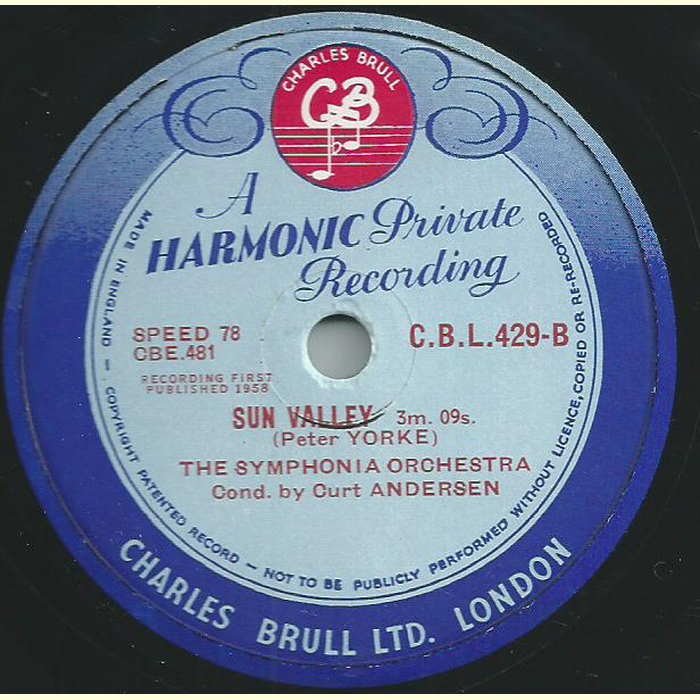 CHARLES BRULL
CB
A
HARMONIC Private
Recording
SPEED 78
CBE.481
C.B.L.429-B
RECORDING FIRST
PUBLISHED 1958
SUN VALLEY 3m. 09s.
(Peter YORKE)
THE SYMPHONIA ORCHESTRA
Cond. by Curt ANDERSEN
MADE IN ENGLAND — COPYRIGHT PATENTED RECORD — NOT TO BE PUBLICLY PERFORMED WITHOUT LICENCE, COPIED OR RE-RECORDED
CHARLES BRULL LTD. LONDON